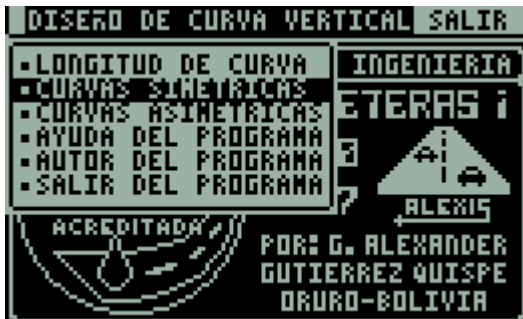 DISEÑO DE CURVA VERTICAL SALIR
LONGITUD DE CURVA
CURVAS SIMETRICAS
CURVAS ASIMETRICAS
AYUDA DEL PROGRAMA
AUTOR DEL PROGRAMA
SALIR DEL PROGRAMA
INGENIERIA
ETERAS i
ALEXIS
ACREDITADA
POR: G. ALEXANDER
GUTIERREZ QUISPE
ORURO-BOLIVIA